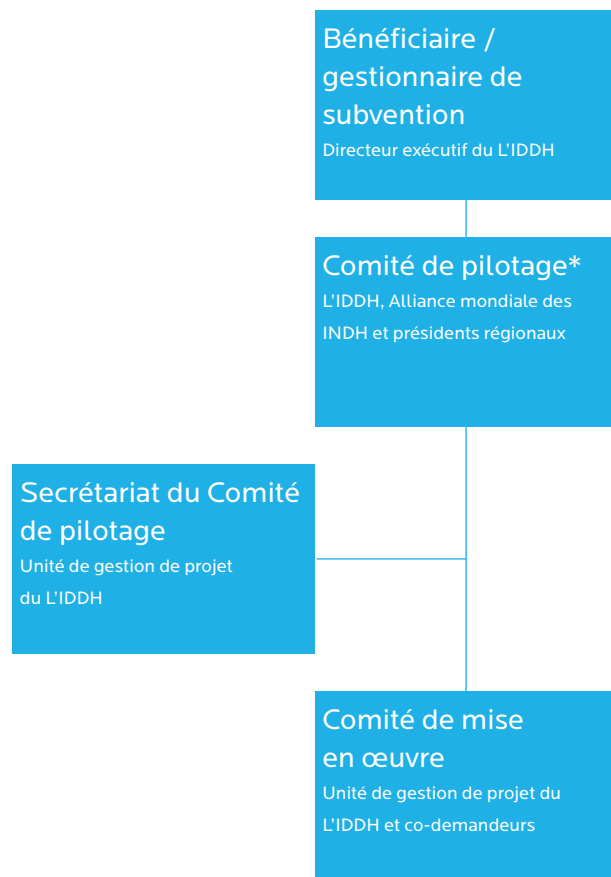 Bénéficiaire /
gestionnaire de
subvention
Directeur exécutif du L'IDDH
Comité de pilotage*
L'IDDH, Alliance mondiale des
INDH et présidents régionaux
Secrétariat du Comité
de pilotage
Unité de gestion de projet
du L'IDDH
Comité de mise
en œuvre
Unité de gestion de projet du
L'IDDH et co-demandeurs